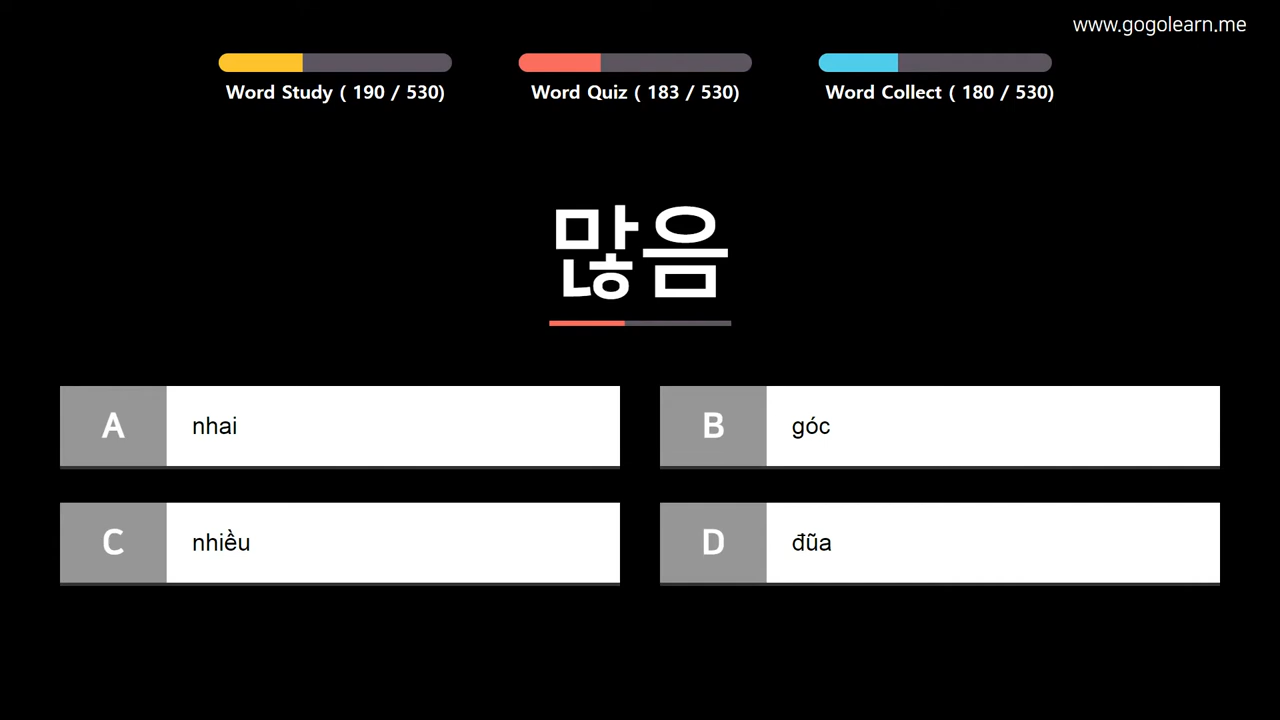 www.gogolearn.me
Word Study ( 190 / 530)
Word Quiz ( 183 / 530)
Word Collect ( 180 / 530)
많음
A nhai
B góc
C nhiều
D đũa